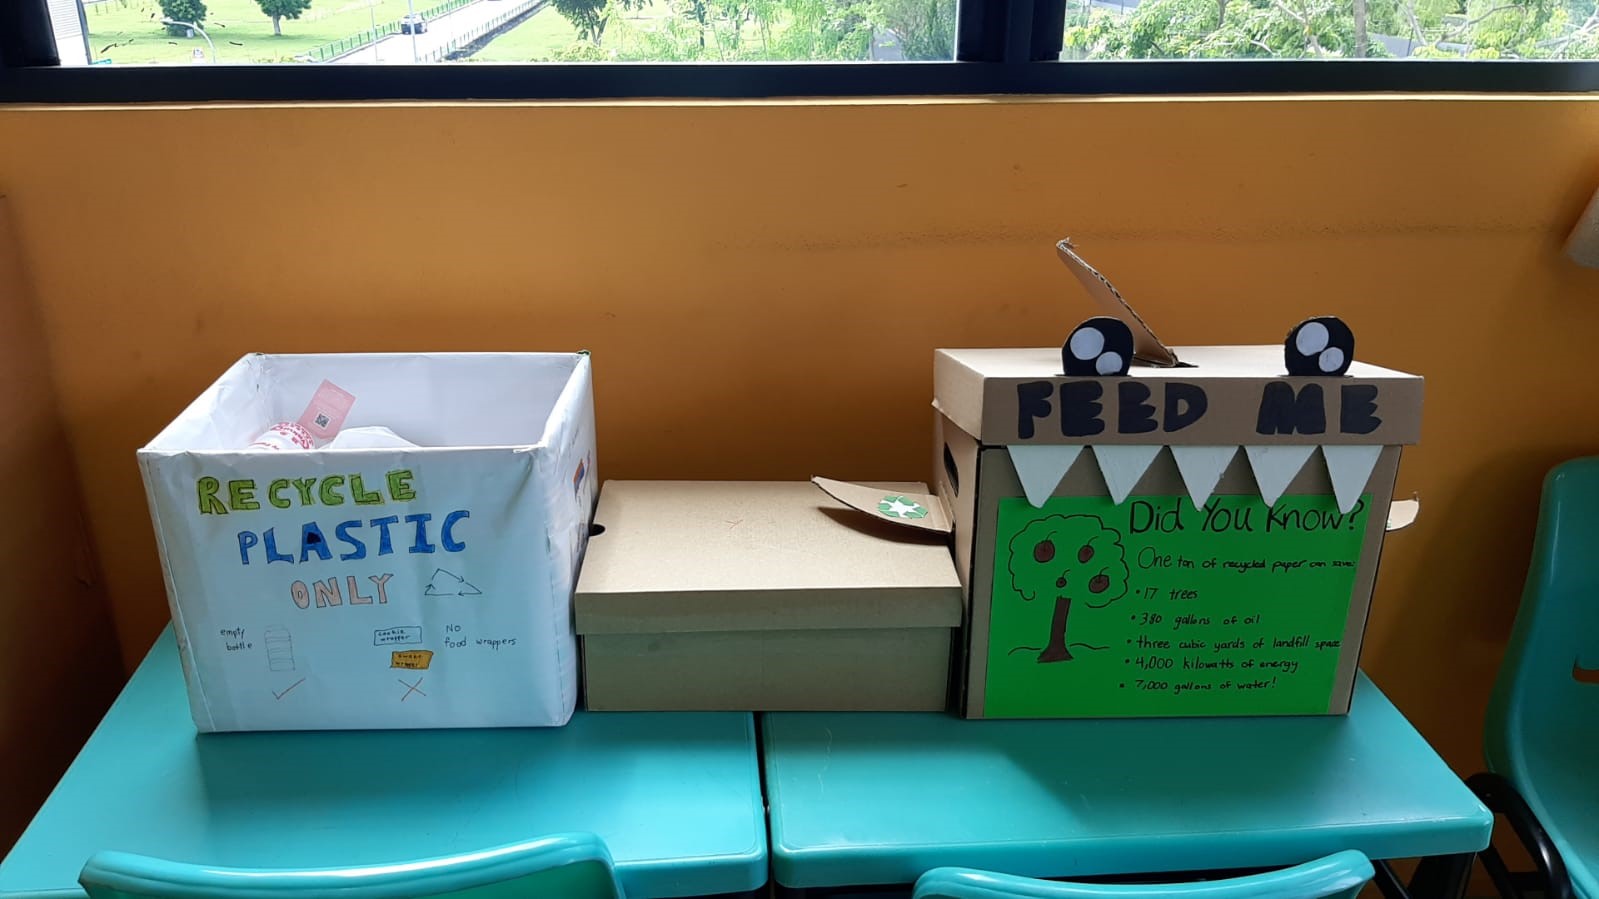 RECYCLE
PLASTIC
ONLY
empty
bottle
cookie
wrapper
NO
food wrappers
FEED ME
Did You Know?
One ton of recycled paper can save:
• 17 trees
• 380 gallons of oil
• three cubic yards of landfill space
• 4,000 kilowatts of energy
• 7,000 gallons of water!